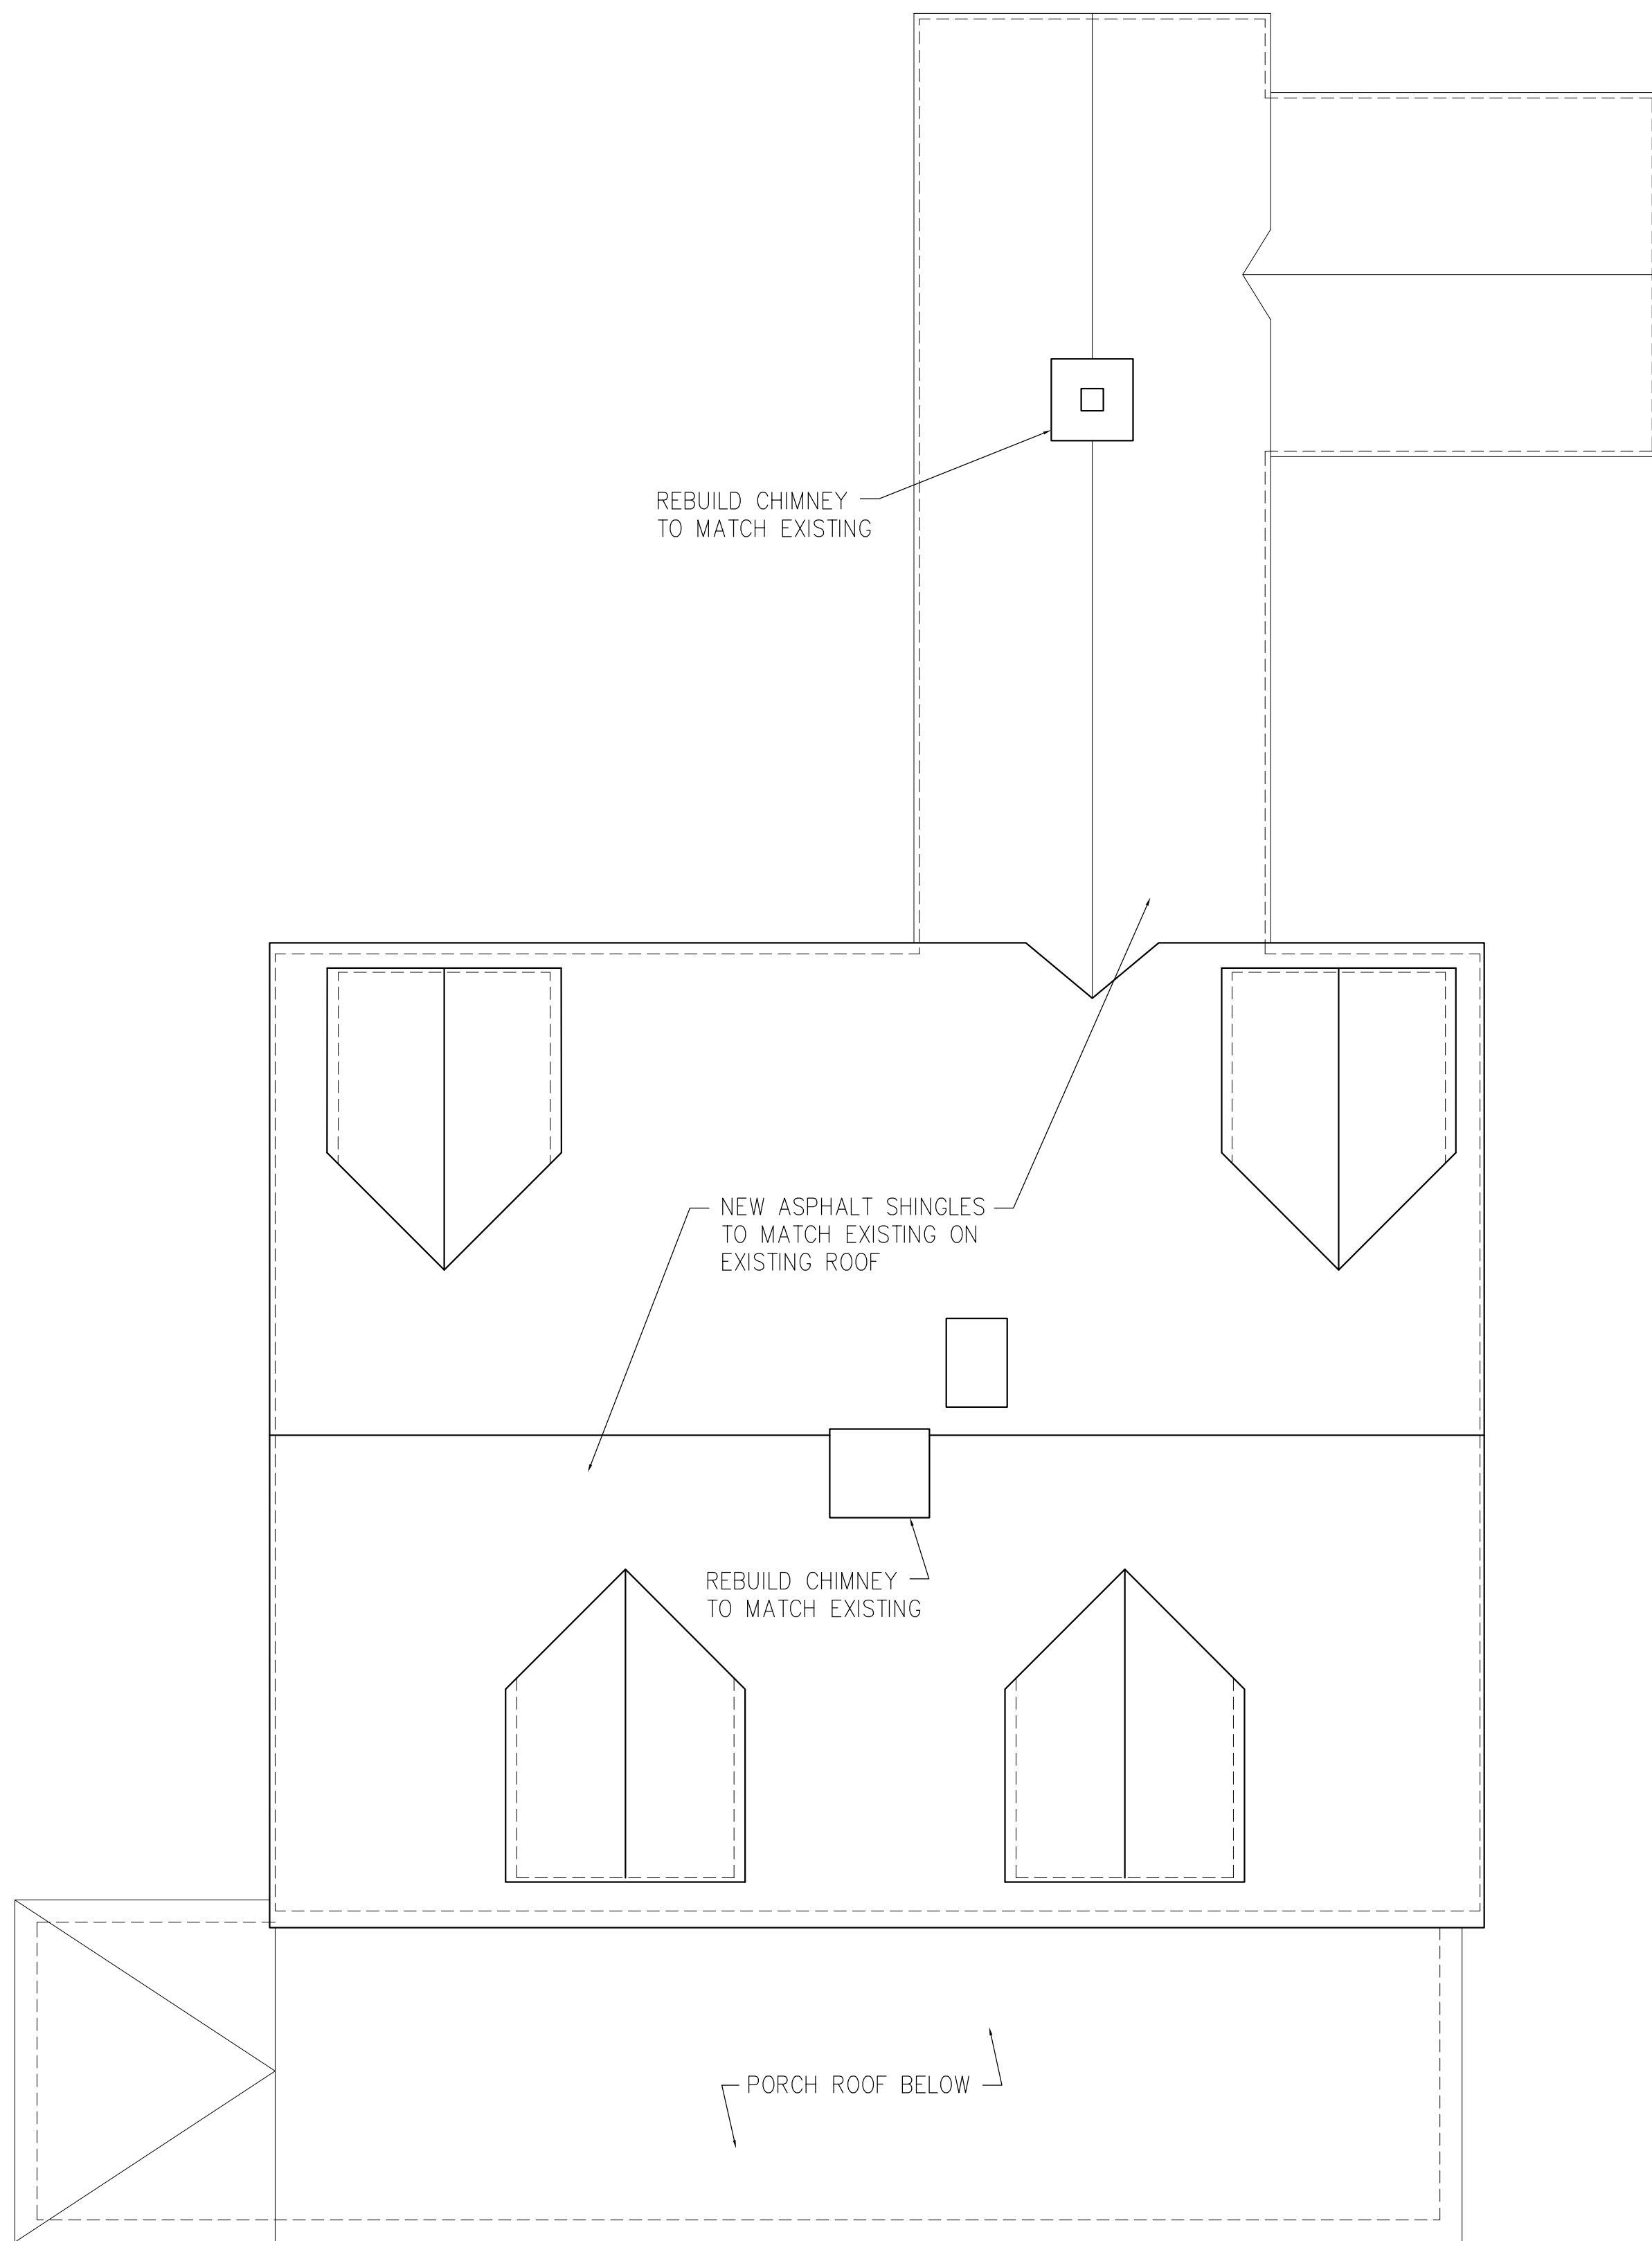 REBUILD CHIMNEY
TO MATCH EXISTING
NEW ASPHALT SHINGLES
TO MATCH EXISTING ON
EXISTING ROOF
REBUILD CHIMNEY
TO MATCH EXISTING
PORCH ROOF BELOW